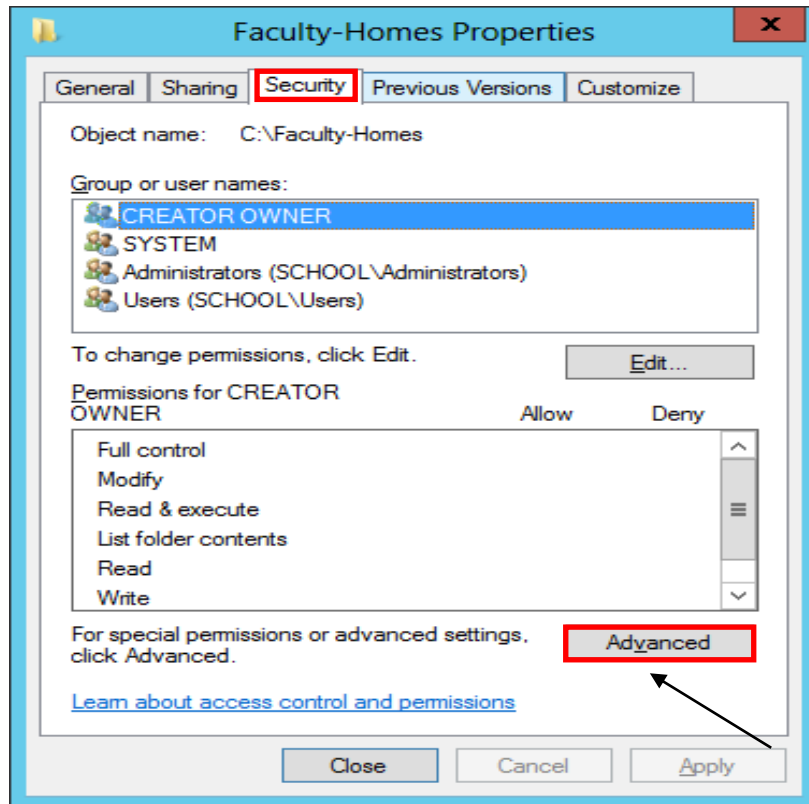 Faculty-Homes Properties
x
General Sharing Security Previous Versions Customize
Object name: C:\Faculty-Homes
Group or user names:
CREATOR OWNER
SYSTEM
Administrators (SCHOOL\Administrators)
Users (SCHOOL\Users)
To change permissions, click Edit.
Edit...
Permissions for CREATOR
OWNER Allow Deny
Full control
Modify
Read & execute
List folder contents
Read
Write
For special permissions or advanced settings,
click Advanced.
Advanced
Learn about access control and permissions
Close Cancel Apply